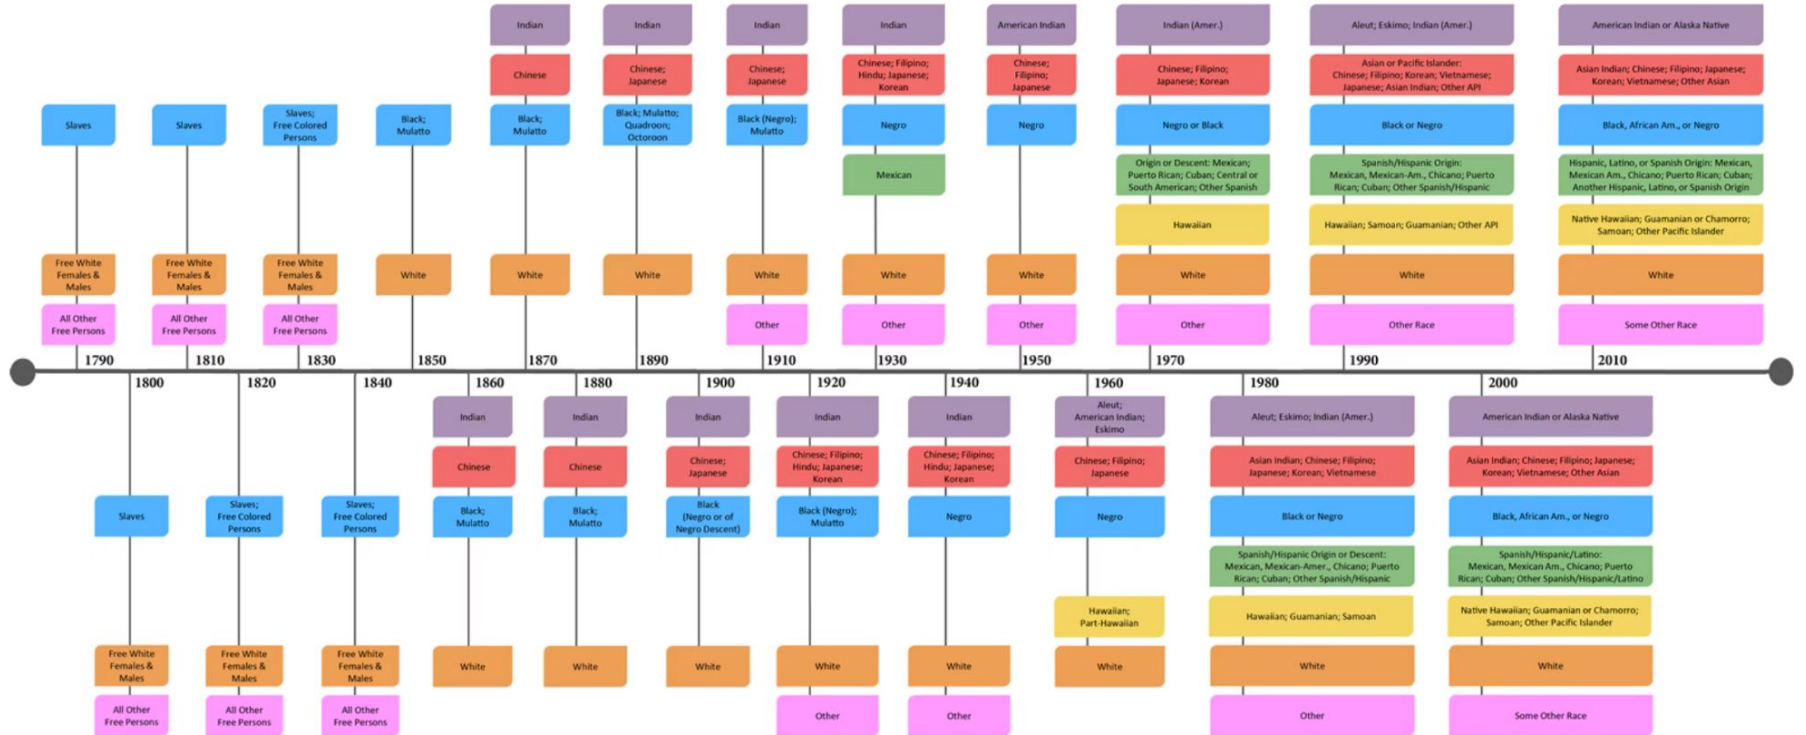 Indian
Indian
Indian
Indian
American Indian
Indian (Amer.)
Aleut; Eskimo; Indian (Amer.)
American Indian or Alaska Native
Chinese
Chinese;
Japanese
Chinese;
Japanese
Chinese; Filipino;
Hindu; Japanese;
Korean
Chinese;
Filipino;
Japanese
Chinese; Filipino;
Japanese; Korean
Asian or Pacific Islander:
Chinese; Filipino; Korean; Vietnamese;
Japanese; Asian Indian; Other API
Asian Indian; Chinese; Filipino; Japanese;
Korean; Vietnamese; Other Asian
Slaves
Slaves
Slaves;
Free Colored
Persons
Black;
Mulatto
Black;
Mulatto
Black; Mulatto;
Quadroon;
Octoroon
Black (Negro);
Mulatto
Negro
Negro
Negro or Black
Black or Negro
Black, African Am., or Negro
Mexican
Origin or Descent: Mexican;
Puerto Rican; Cuban; Central or
South American; Other Spanish
Spanish/Hispanic Origin:
Mexican, Mexican-Am., Chicano; Puerto
Rican; Cuban; Other Spanish/Hispanic
Hispanic, Latino, or Spanish Origin: Mexican,
Mexican Am., Chicano; Puerto Rican; Cuban;
Another Hispanic, Latino, or Spanish Origin
Hawaiian
Hawaiian; Samoan; Guamanian; Other API
Native Hawaiian; Guamanian or Chamorro;
Samoan; Other Pacific Islander
Free White
Females &
Males
Free White
Females &
Males
Free White
Females &
Males
White
White
White
White
White
White
White
White
White
All Other
Free Persons
All Other
Free Persons
All Other
Free Persons
Other
Other
Other
Other
Other Race
Some Other Race
1790
1810
1830
1850
1870
1890
1910
1930
1950
1970
1990
2010
1800
1820
1840
1860
1880
1900
1920
1940
1960
1980
2000
Indian
Indian
Indian
Indian
Indian
Aleut;
American Indian;
Eskimo
Aleut; Eskimo; Indian (Amer.)
American Indian or Alaska Native
Chinese
Chinese
Chinese;
Japanese
Chinese; Filipino;
Hindu; Japanese;
Korean
Chinese; Filipino;
Hindu; Japanese;
Korean
Chinese; Filipino;
Japanese
Asian Indian; Chinese; Filipino;
Japanese; Korean; Vietnamese
Asian Indian; Chinese; Filipino; Japanese;
Korean; Vietnamese; Other Asian
Slaves
Slaves;
Free Colored
Persons
Slaves;
Free Colored
Persons
Black;
Mulatto
Black;
Mulatto
Black
(Negro or of
Negro Descent)
Black (Negro);
Mulatto
Negro
Negro
Black or Negro
Black, African Am., or Negro
Spanish/Hispanic Origin or Descent:
Mexican, Mexican-Amer., Chicano; Puerto
Rican; Cuban; Other Spanish/Hispanic
Spanish/Hispanic/Latino:
Mexican, Mexican Am., Chicano; Puerto
Rican; Cuban; Other Spanish/Hispanic/Latino
Hawaiian;
Part-Hawaiian
Hawaiian; Guamanian; Samoan
Native Hawaiian; Guamanian or Chamorro;
Samoan; Other Pacific Islander
Free White
Females &
Males
Free White
Females &
Males
Free White
Females &
Males
White
White
White
White
White
White
White
White
All Other
Free Persons
All Other
Free Persons
All Other
Free Persons
Other
Other
Other
Some Other Race